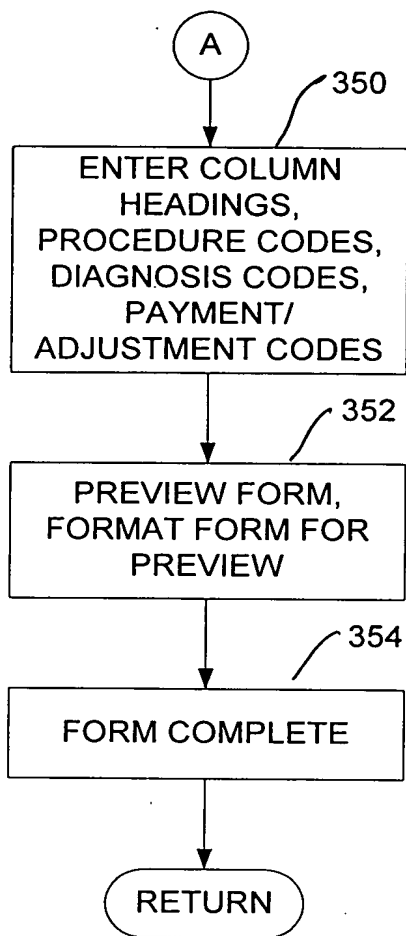 A
350
ENTER COLUMN
HEADINGS,
PROCEDURE CODES,
DIAGNOSIS CODES,
PAYMENT/
ADJUSTMENT CODES
352
PREVIEW FORM,
FORMAT FORM FOR
PREVIEW
354
FORM COMPLETE
RETURN